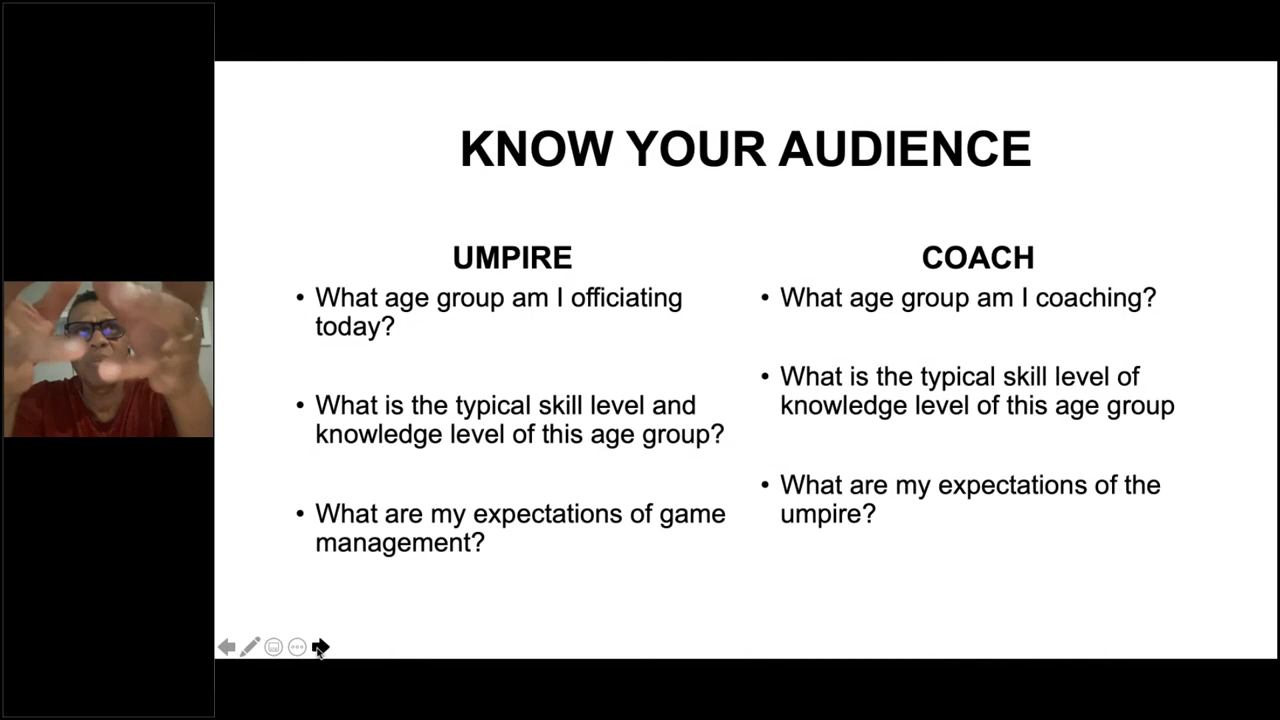 KNOW YOUR AUDIENCE
UMPIRE
• What age group am I officiating
today?
• What is the typical skill level and
knowledge level of this age group?
• What are my expectations of game
management?
COACH
• What age group am I coaching?
• What is the typical skill level of
knowledge level of this age group
• What are my expectations of the
umpire?